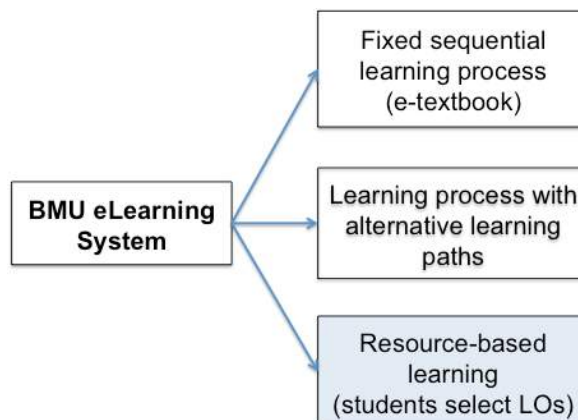 Fixed sequential
learning process
(e-textbook)
BMU eLearning
System
Learning process with
alternative learning
paths
Resource-based
learning
(students select LOs)